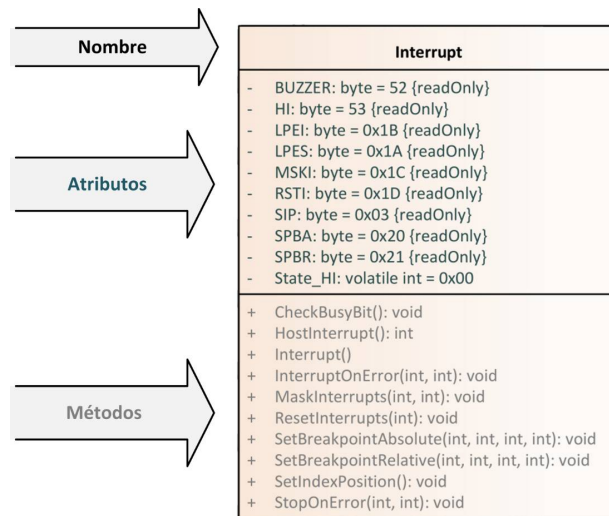 Nombre
Interrupt
Atributos
- BUZZER: byte = 52 {readOnly}
- HI: byte = 53 {readOnly}
- LPEI: byte = 0x1B {readOnly}
- LPES: byte = 0x1A {readOnly}
- MSKI: byte = 0x1C {readOnly}
- RSTI: byte = 0x1D {readOnly}
- SIP: byte = 0x03 {readOnly}
- SPBA: byte = 0x20 {readOnly}
- SPBR: byte = 0x21 {readOnly}
- State_HI: volatile int = 0x00
Métodos
+ CheckBusyBit(): void
+ HostInterrupt(): int
+ Interrupt()
+ InterruptOnError(int, int): void
+ MaskInterrupts(int, int): void
+ ResetInterrupts(int): void
+ SetBreakpointAbsolute(int, int, int, int): void
+ SetBreakpointRelative(int, int, int, int): void
+ SetIndexPosition(): void
+ StopOnError(int, int): void